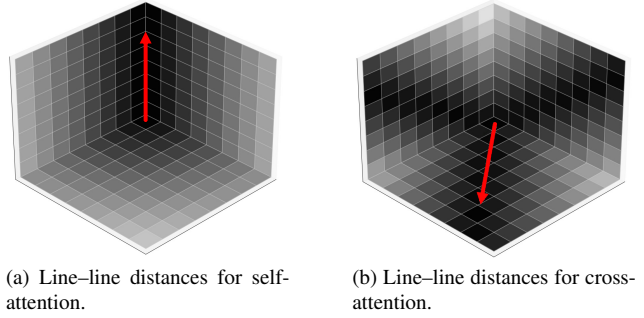 (a) Line–line distances for self-
attention.
(b) Line–line distances for cross-
attention.